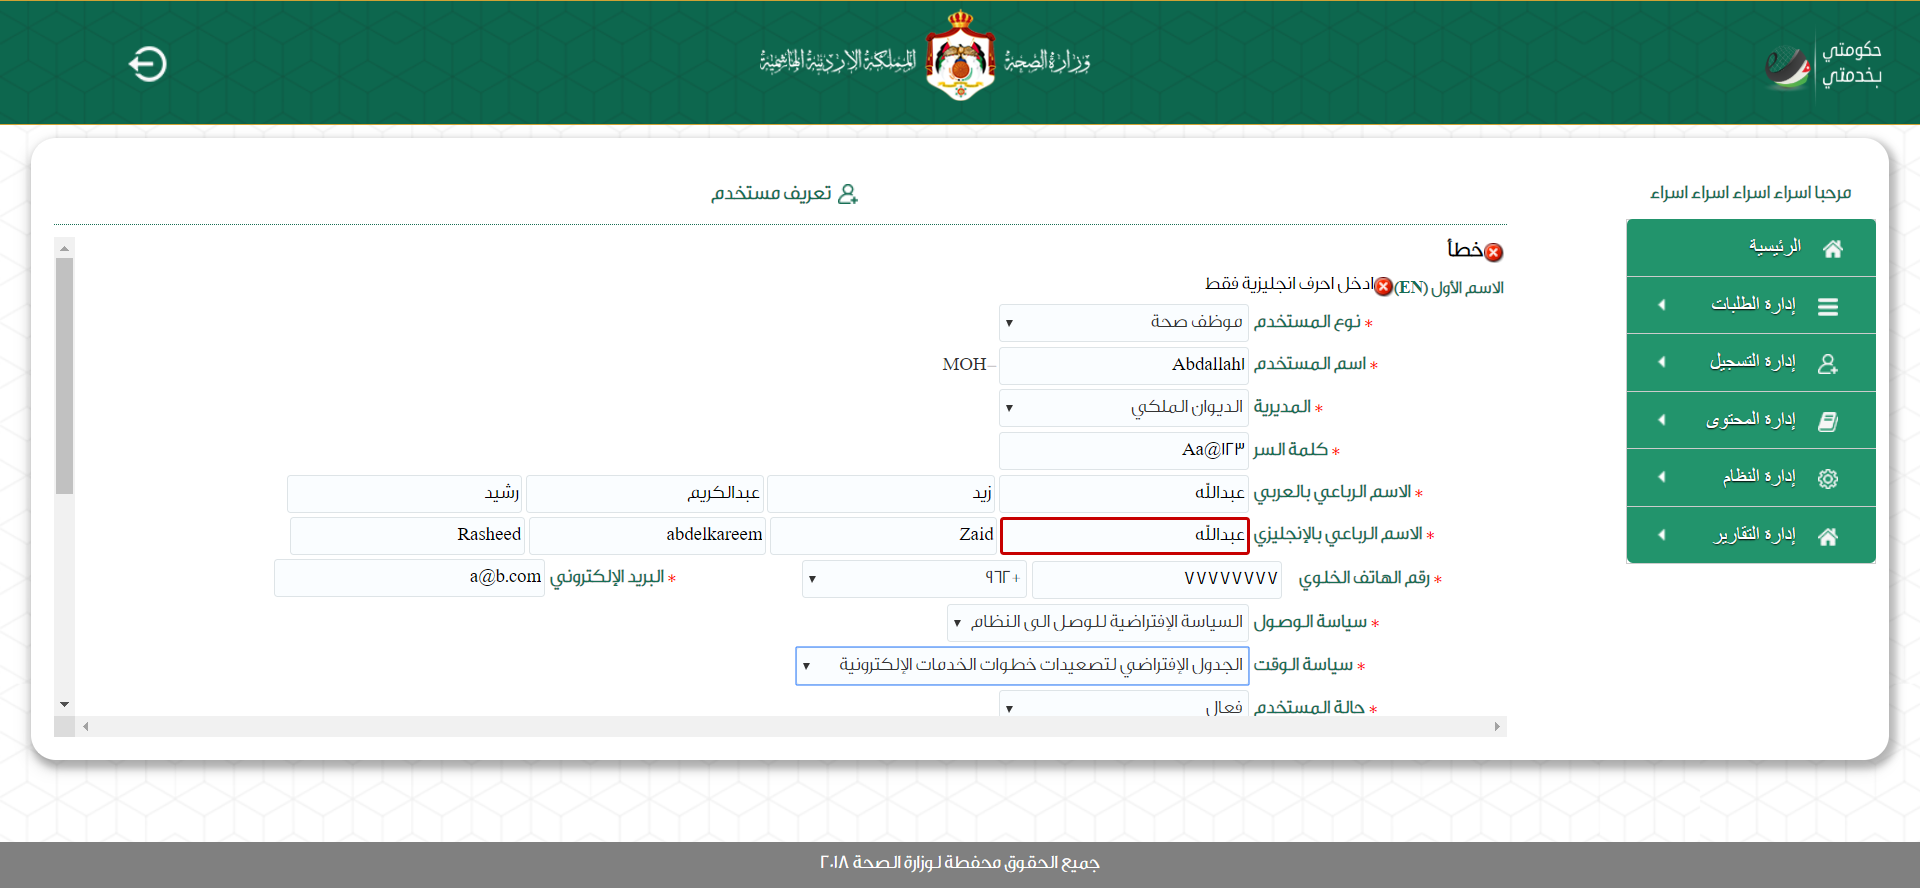 حكومتي
بخدمتي
وزارة الصحة
المملكة الاردنية الهاشمية
مرحبا اسراء اسراء اسراء اسراء
الرئيسية
إدارة الطلبات
إدارة التسجيل
إدارة المحتوى
إدارة النظام
إدارة التقارير
تعريف مستخدم
خطأ
الاسم الأول (EN) ادخل احرف انجليزية فقط
* نوع المستخدم موظف صحة
* اسم المستخدم Abdallahا MOH-
* المديرية الديوان الملكي
* كلمة السر Aa@١٢٣
* الاسم الرباعي بالعربي عبدالله زيد عبدالكريم رشيد
* الاسم الرباعي بالإنجليزي عبدالله Zaid abdelkareem Rasheed
* رقم الهاتف الخلوي ٧٧٧٧٧٧٧٧ +٩٦٢ * البريد الإلكتروني a@b.com
* سياسة الوصول السياسة الإفتراضية للوصل الى النظام
* سياسة الوقت الجدول الإفتراضي لتصعيدات خطوات الخدمات الإلكترونية
* حالة المستخدم فعال
جميع الحقوق محفطة لوزارة الصحة ٢٠١٨